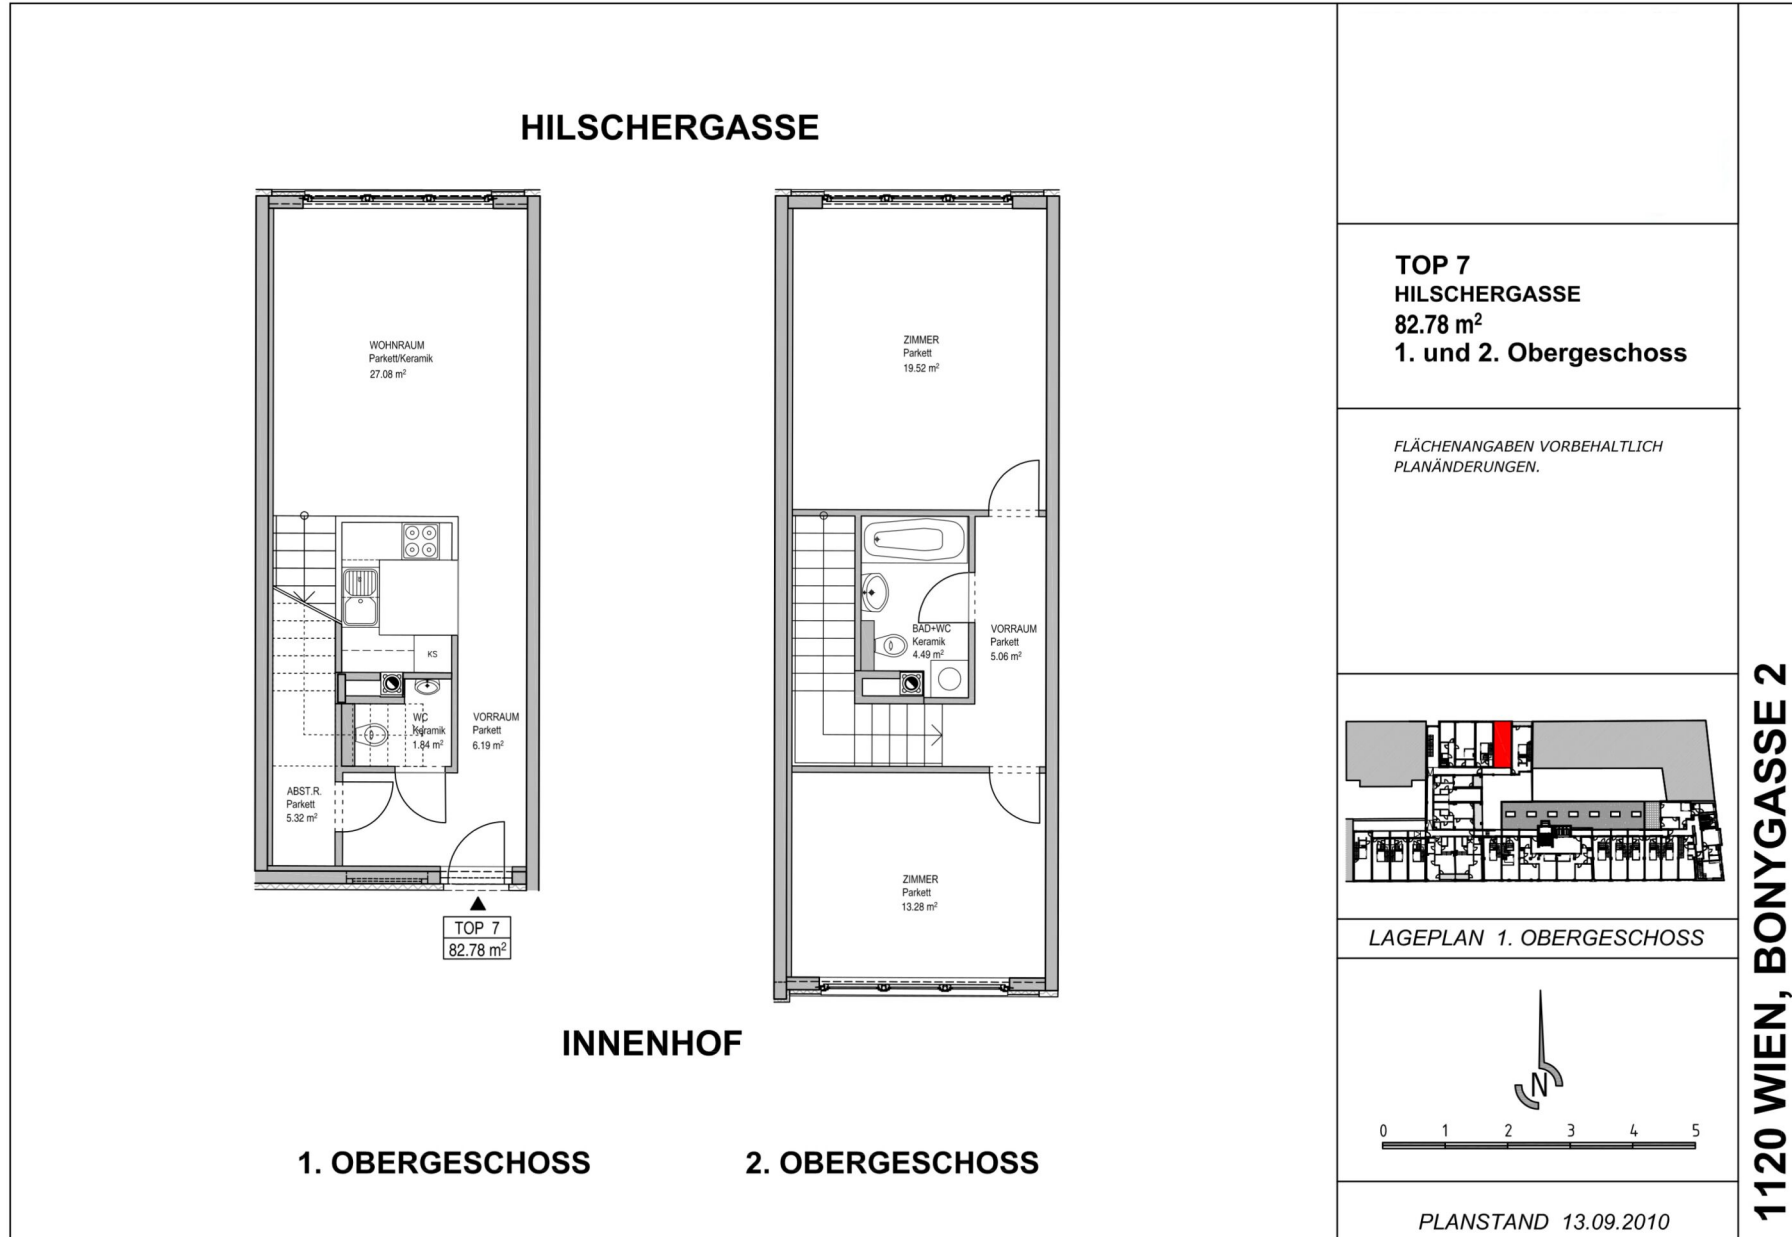 HILSCHERGASSE
WOHNRAUM
Parkett/Keramik
27.08 m²
KS
WC
Keramik
1.84 m²
VORRAUM
Parkett
6.19 m²
ABST.R.
Parkett
5.32 m²
TOP 7
82.78 m²
ZIMMER
Parkett
19.52 m²
BAD+WC
Keramik
4.49 m²
VORRAUM
Parkett
5.06 m²
ZIMMER
Parkett
13.28 m²
INNENHOF
1. OBERGESCHOSS
2. OBERGESCHOSS
TOP 7
HILSCHERGASSE
82.78 m²
1. und 2. Obergeschoss
FLÄCHENANGABEN VORBEHALTLICH
PLANÄNDERUNGEN.
LAGEPLAN 1. OBERGESCHOSS
N
0 1 2 3 4 5
PLANSTAND 13.09.2010
1120 WIEN, BONYGASSE 2